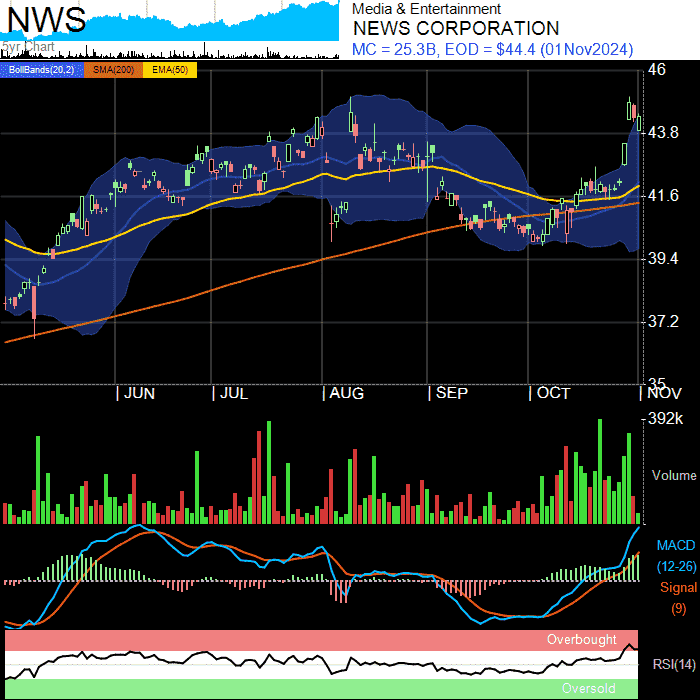 NWS
5yr Chart
Media & Entertainment
NEWS CORPORATION
MC = 25.3B, EOD = $44.4 (01Nov2024)
BollBands(20,2) SMA(200) EMA(50)
46
43.8
41.6
39.4
37.2
35
JUN JUL AUG SEP OCT NOV
392k
Volume
MACD
(12-26)
Signal
(9)
Overbought
RSI(14)
Oversold